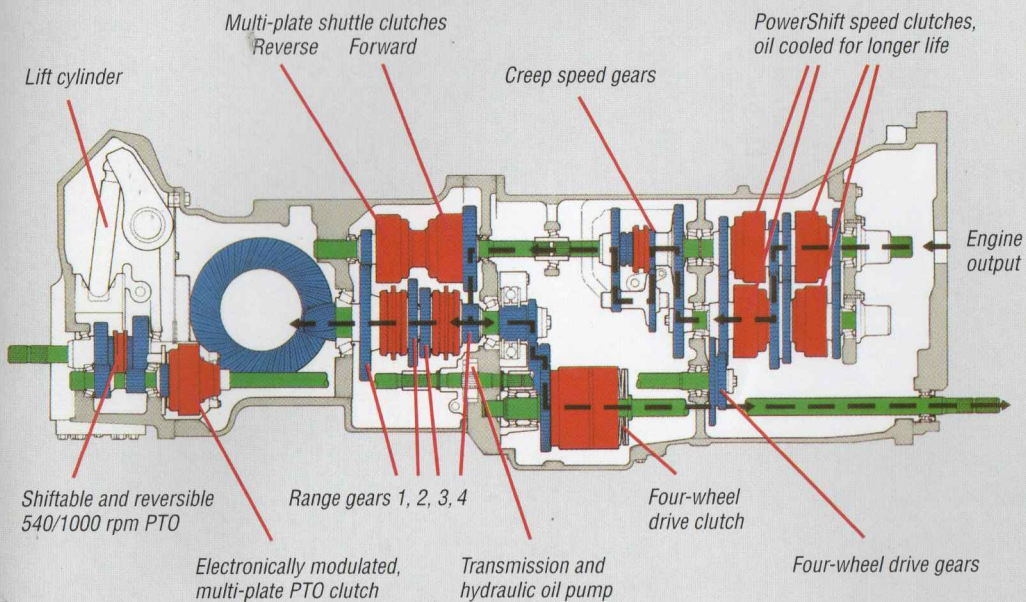 Multi-plate shuttle clutches
Reverse Forward
PowerShift speed clutches,
oil cooled for longer life
Lift cylinder
Creep speed gears
Engine
output
Shiftable and reversible
540/1000 rpm PTO
Range gears 1, 2, 3, 4
Four-wheel
drive clutch
Electronically modulated,
multi-plate PTO clutch
Transmission and
hydraulic oil pump
Four-wheel drive gears